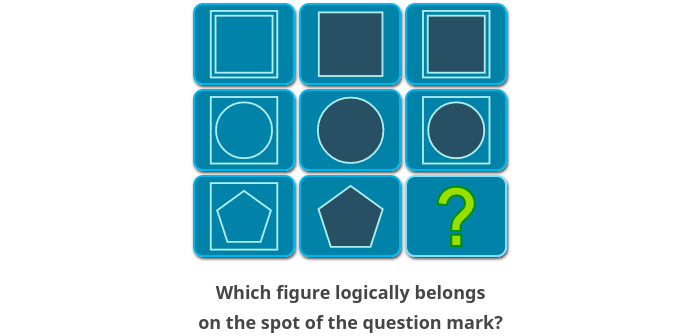 ?
Which figure logically belongs
on the spot of the question mark?